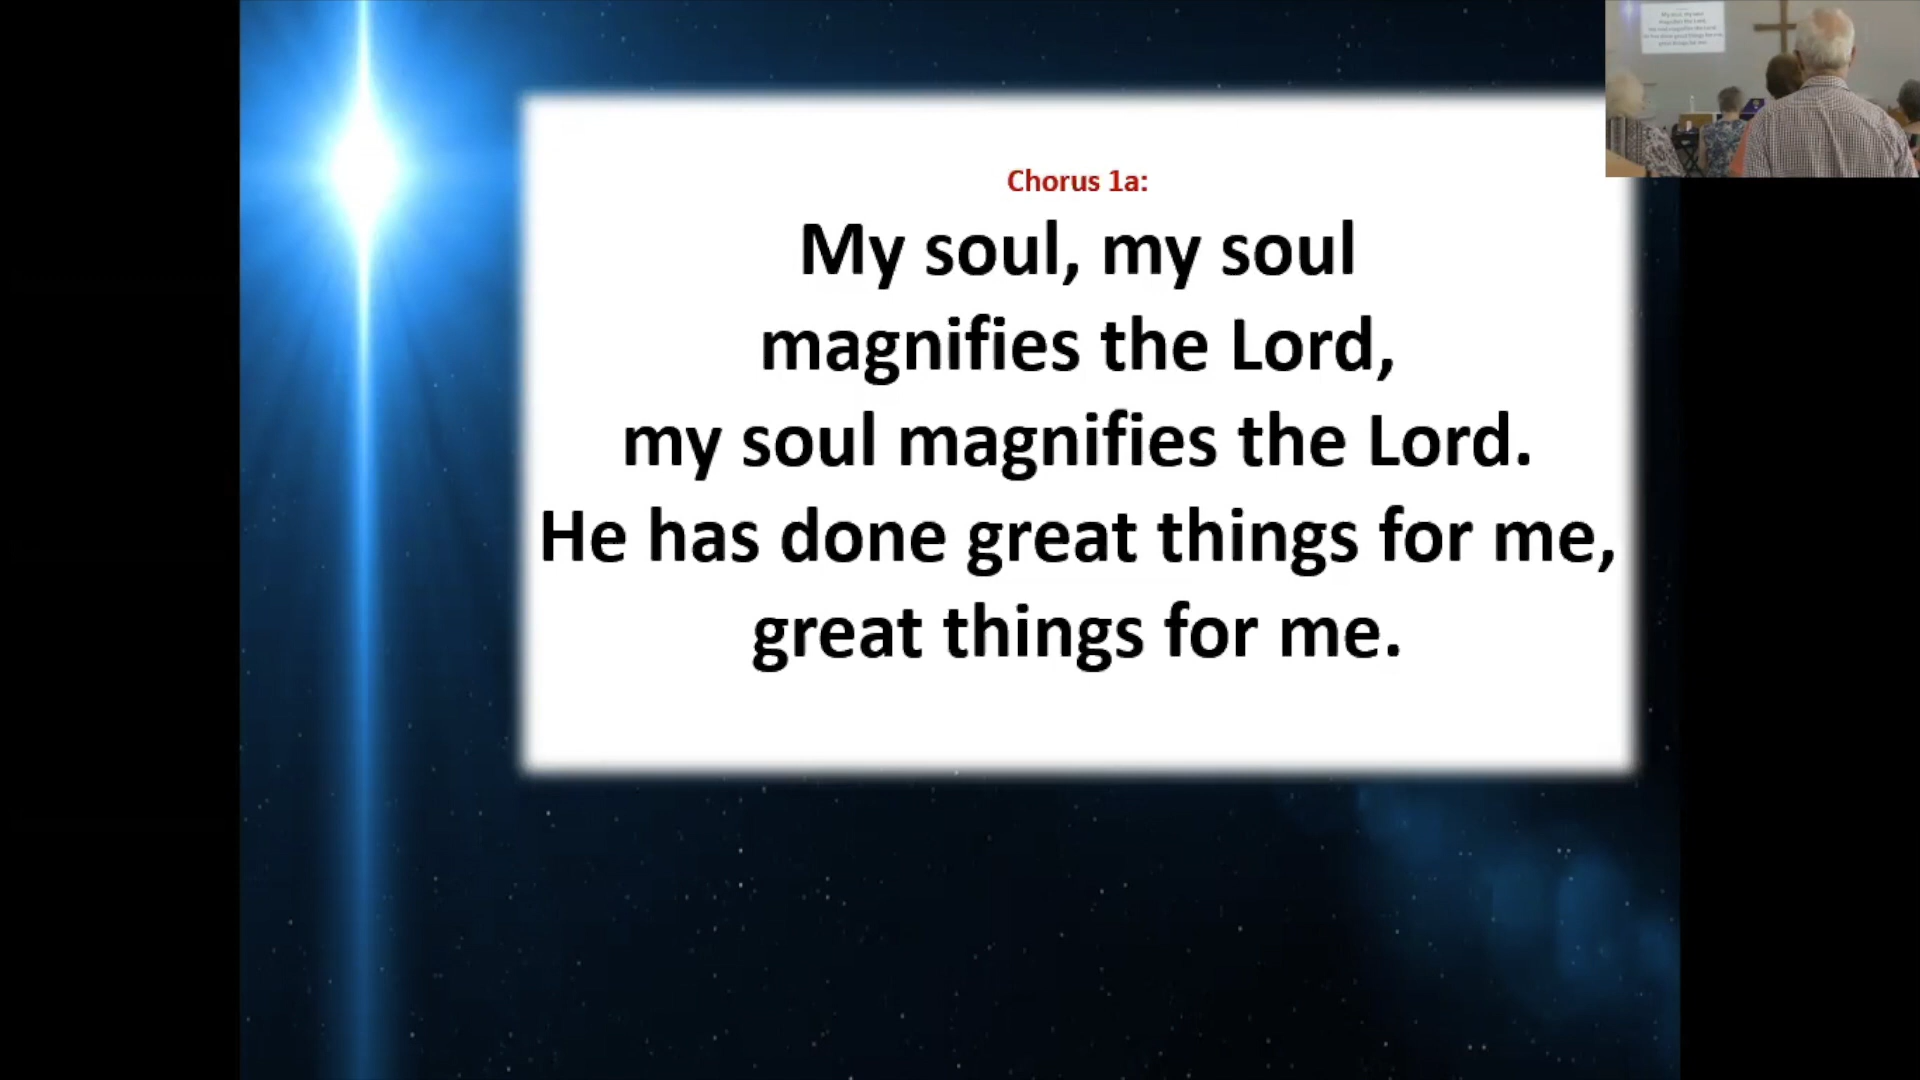 Chorus 1a:
My soul, my soul
magnifies the Lord,
my soul magnifies the Lord.
He has done great things for me,
great things for me.